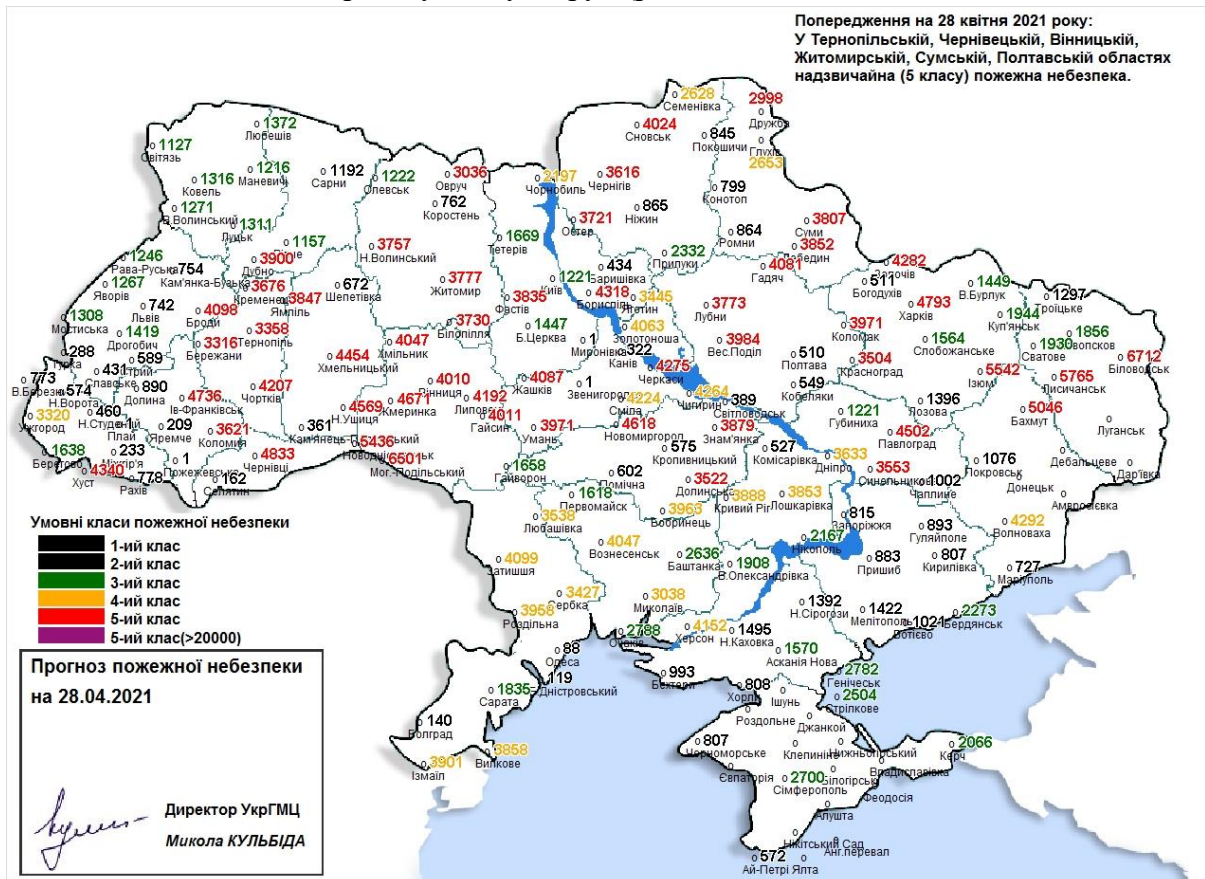 Попередження на 28 квітня 2021 року:
У Тернопільській, Чернівецькій, Вінницькій,
Житомирській, Сумській, Полтавській областях
надзвичайна (5 класу) пожежна небезпека.
2628
Семенівка
2998
Дружба
4024
Сновськ
845
Покошичи
Глухів
2653
1372
Любешів
1127
Світязь
1216
Маневичі
1192
Сарни
1222
Олевськ
3036
Овруч
2197
Чорнобиль
3616
Чернігів
1316
Ковель
762
Коростень
865
Ніжин
799
Конотоп
1271
В.Волинський
1311
Луцьк
3721
Остер
864
Ромни
3807
Суми
1157
3757
Н.Волинський
1669
Тетерів
2332
Прилуки
3852
1246
Рава-Руська
754
Кам'янка-Бузька
3900
Дубно
434
Баришівка
4081
Гадяч
4282
Золочів
1267
Яворів
3676
Кременець
672
Шепетівка
3777
Житомир
1221
Київ
511
Богодухів
1449
В.Бурлук
1297
Троїцьке
742
Львів
4098
Броди
3847
Ямпіль
3835
Фастів
4318
Бориспіль
3445
Яготин
3773
Лубни
4793
Харків
1944
Куп'янськ
1308
Мостиська
1419
Дрогобич
3316
Бережани
3358
Тернопіль
3730
Білопілля
1447
Б.Церква
4063
Золотоноша
3971
Коломак
1564
Слобожанське
1930
Сватове
1856
288
Турка
589
Стрий
4454
Хмельницький
4047
Хмільник
1
Миронівка
322
Канів
3984
Вес.Поділ
510
Полтава
3504
Красноград
6712
Біловодськ
773
В.Березн
431
Славське
890
Долина
4207
Чортків
4010
Вінниця
4087
Жашків
4275
Черкаси
549
Кобеляки
5542
Ізюм
5765
Лисичанськ
574
Н.Ворота
4736
Ів-Франківськ
4671
Жмеринка
4192
Липовець
1
Звенигород
4264
Чигирин
389
Світловодськ
1221
Губиниха
1396
Лозова
3320
Ужгород
460
Н.Студений
1
Плай
209
Яремче
3621
Коломия
361
4569
Н.Ушиця
4011
Гайсин
3971
Умань
4224
Сміла
4618
Новомиргород
3879
Знам'янка
4502
Павлоград
5046
Бахмут
Луганськ
1638
Берегово
233
Міжгір'я
4833
Чернівці
5436
575
Кропивницький
527
Комісарівка
3633
Дніпро
1076
Покровськ
Дебальцеве
4340
Хуст
778
Рахів
1
Пожежевська
162
Селятин
6501
Мог.-Подільський
1658
Гайворон
602
Помічна
3522
Долинська
3553
Синельникове
1002
Чаплине
Донецьк
Дар'ївка
1618
Первомайск
3963
Бобринець
3888
Кривий Ріг
3853
Лошкарівка
815
Запоріжжя
Амвросіївка
Умовні класи пожежної небезпеки
1-ий клас
2-ий клас
3-ий клас
4-ий клас
5-ий клас
5-ий клас(>20000)
3538
Любашівка
4047
Вознесенськ
2167
Нікополь
893
Гуляйполе
4292
Волноваха
4099
Затишшя
2636
Баштанка
1908
В.Олександрівка
883
Пришиб
807
Кирилівка
727
Маріуполь
3427
Сербка
3038
Миколаїв
1392
Н.Сірогози
3958
Роздільна
4152
Херсон
1495
Н.Каховка
1422
Мелітополь
1021
Ботієво
2273
Бердянськ
2788
Очаків
88
Одеса
1570
Асканія Нова
119
Дністровський
993
Бехтери
808
Хорли
2782
Генічеськ
1835
Сарата
Ішунь
2504
Стрілкове
140
Болград
Роздольне
Джанкой
807
Чорноморське
Клепиніне
Нижньогірський
2066
Керч
3901
Ізмаїл
3858
Вилкове
Євпаторія
2700
Сімферополь
Білогірськ
Владиславівка
Феодосія
Алушта
Нікітський Сад
Анг.перевал
572
Ай-Петрі Ялта
Прогноз пожежної небезпеки
на 28.04.2021
Директор УкрГМЦ
Микола КУЛЬБІДА